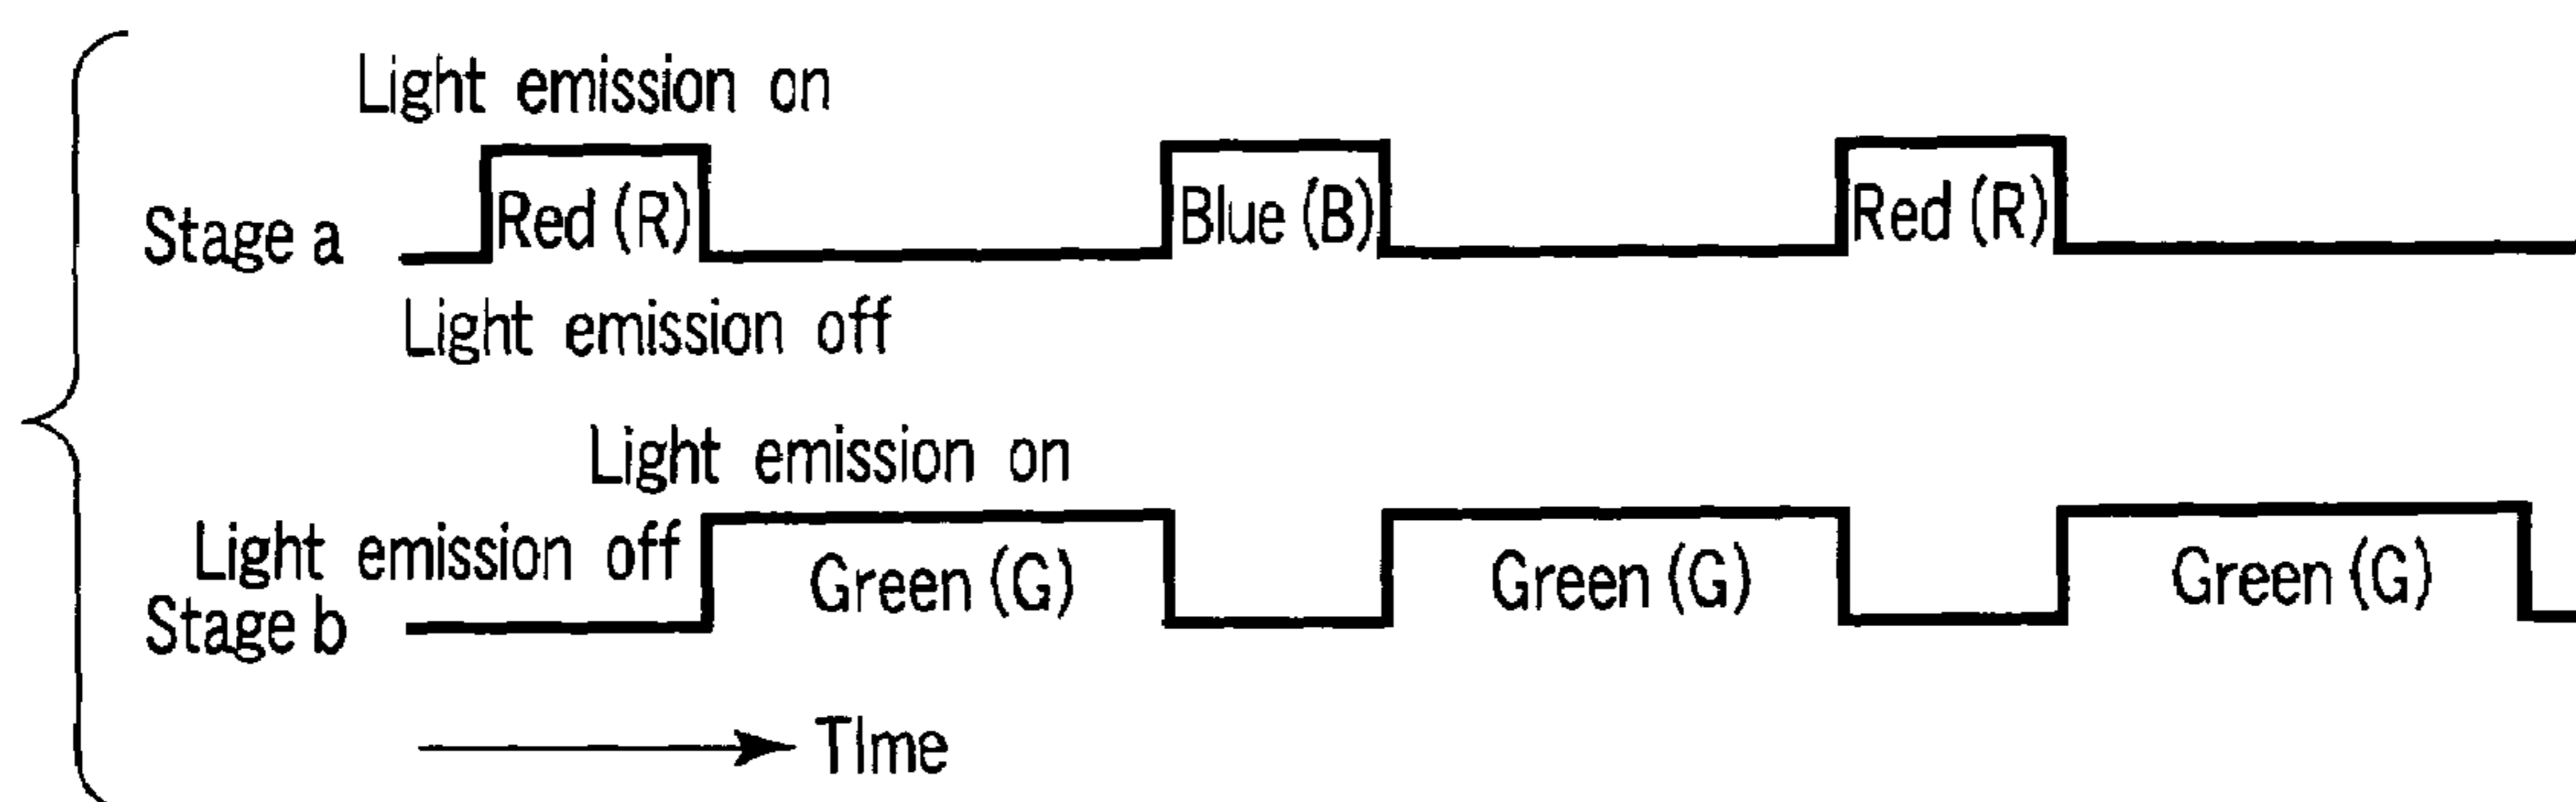 Light emission on
Stage a Red (R) Blue (B) Red (R)
Light emission off
Light emission on
Light emission off
Green (G) Green (G) Green (G)
Stage b
TIme